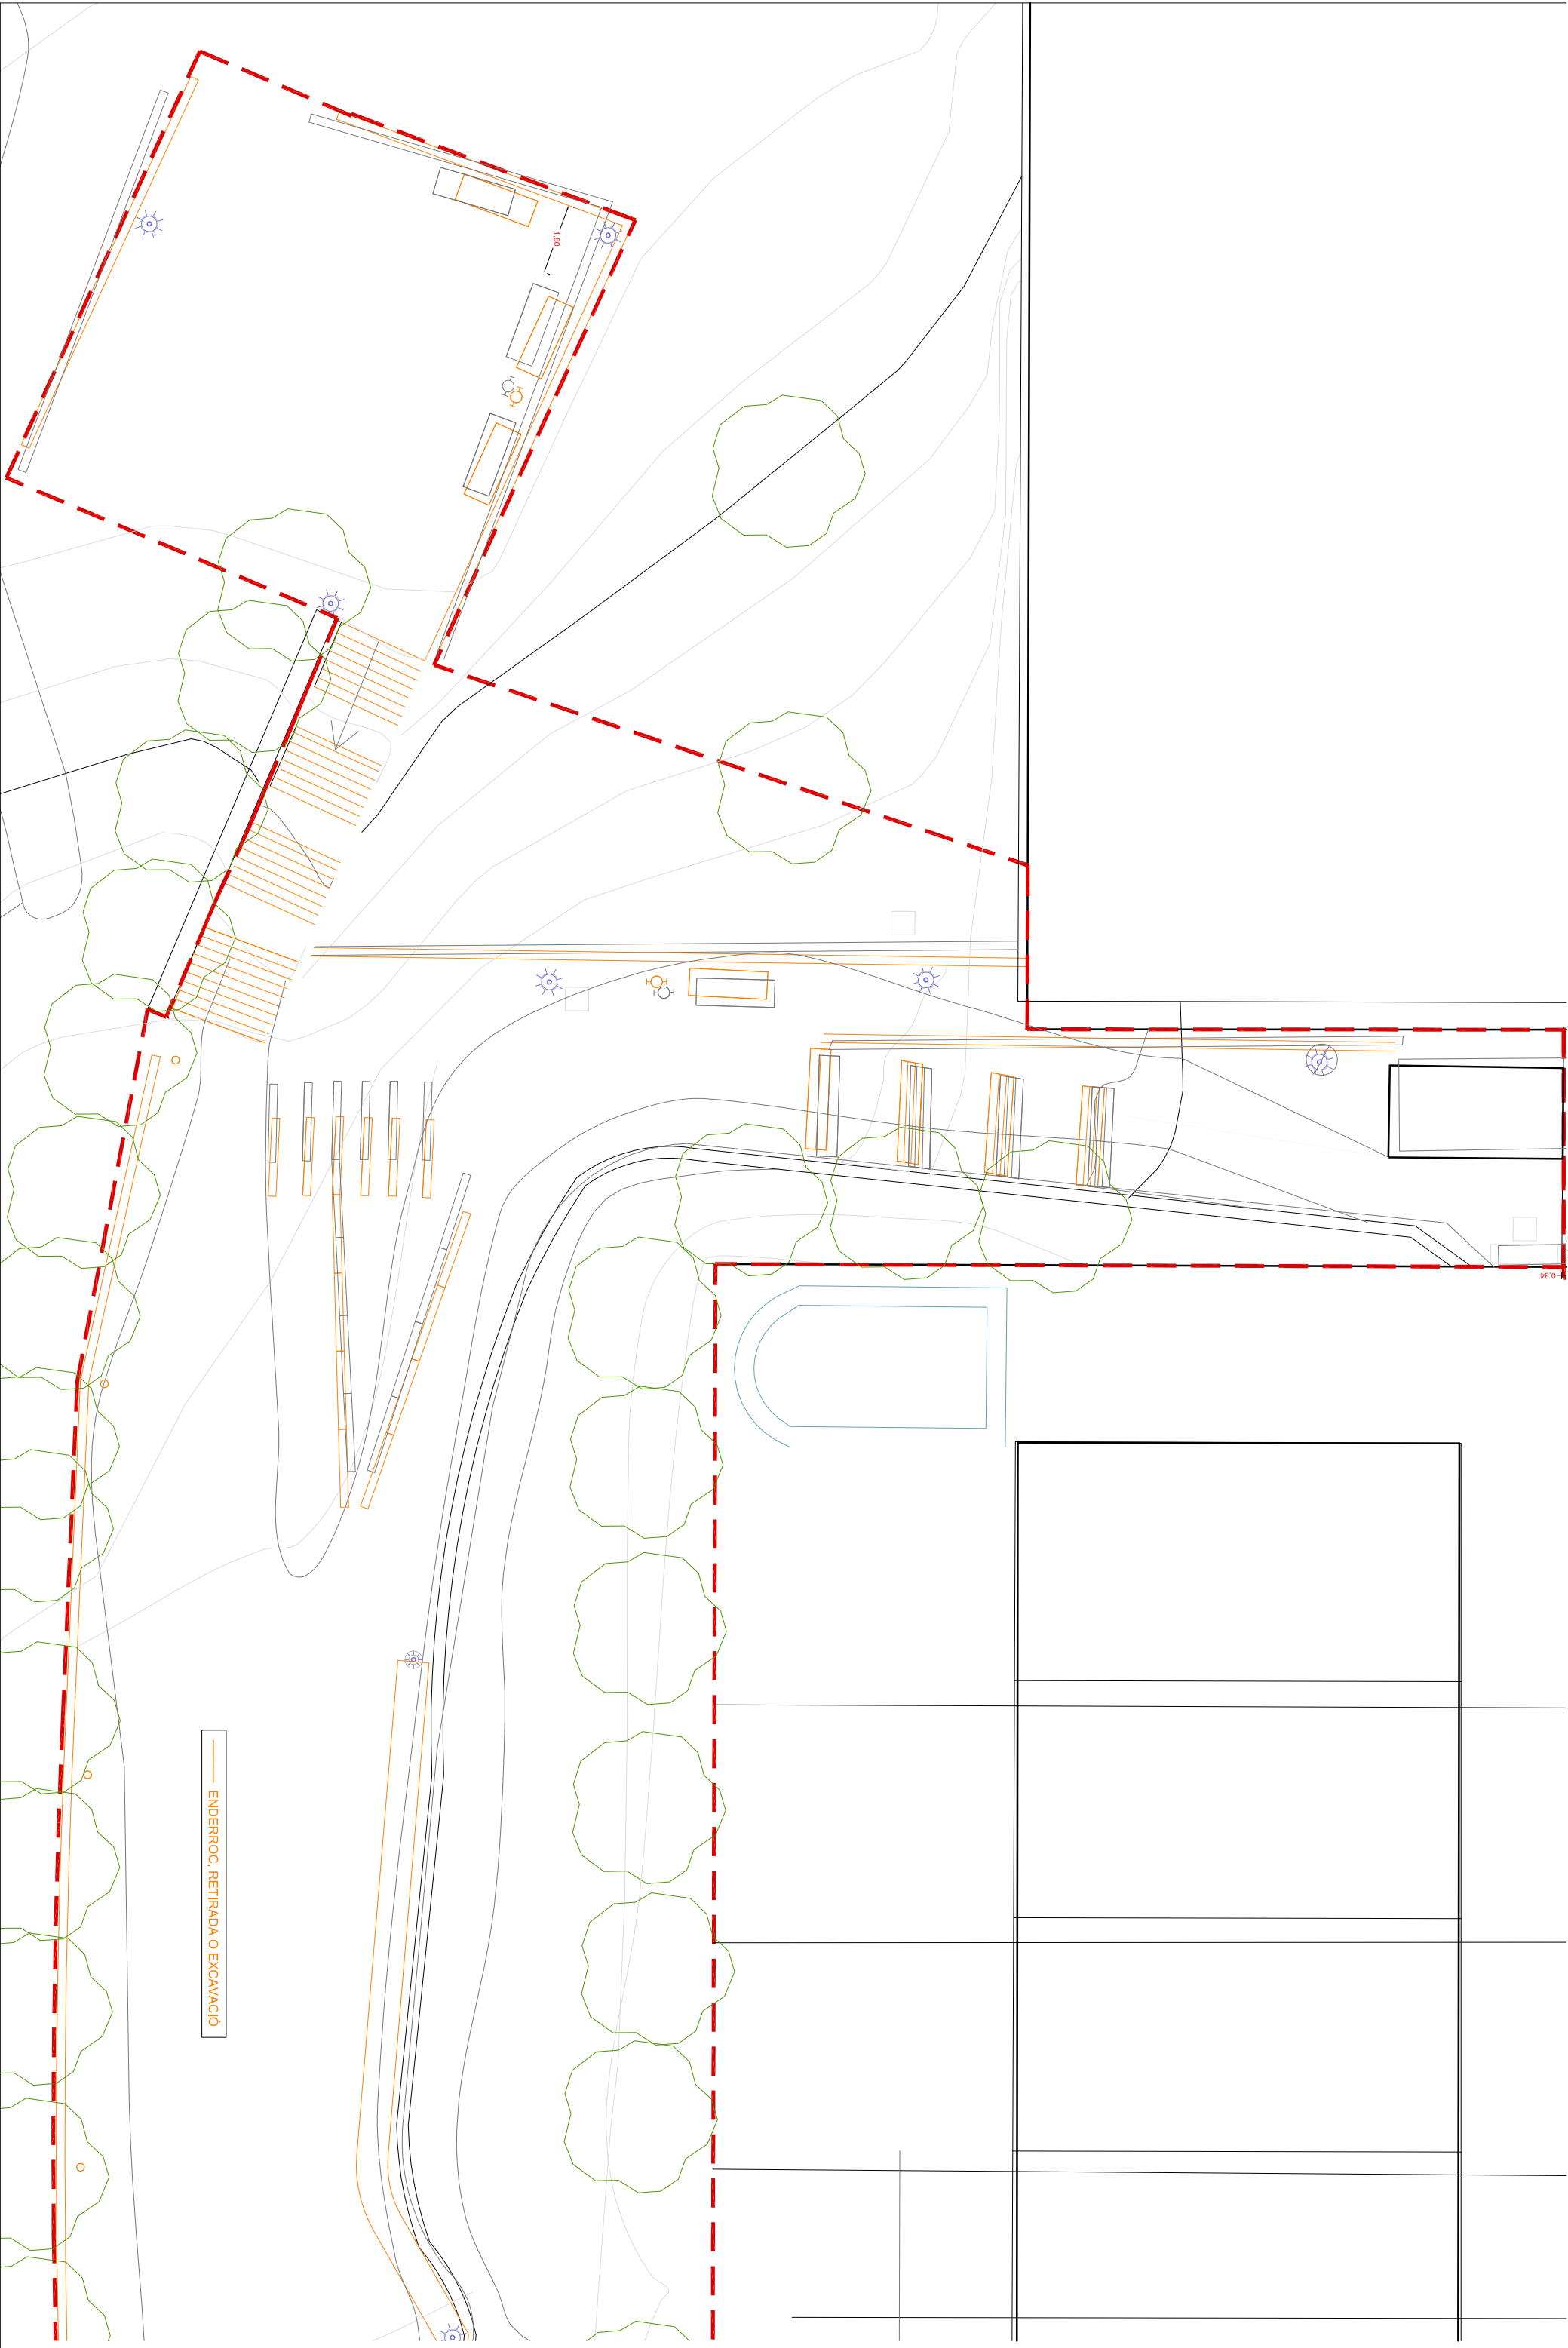 1,80
0.34
ENDERROC, RETIRADA O EXCAVACIÓ